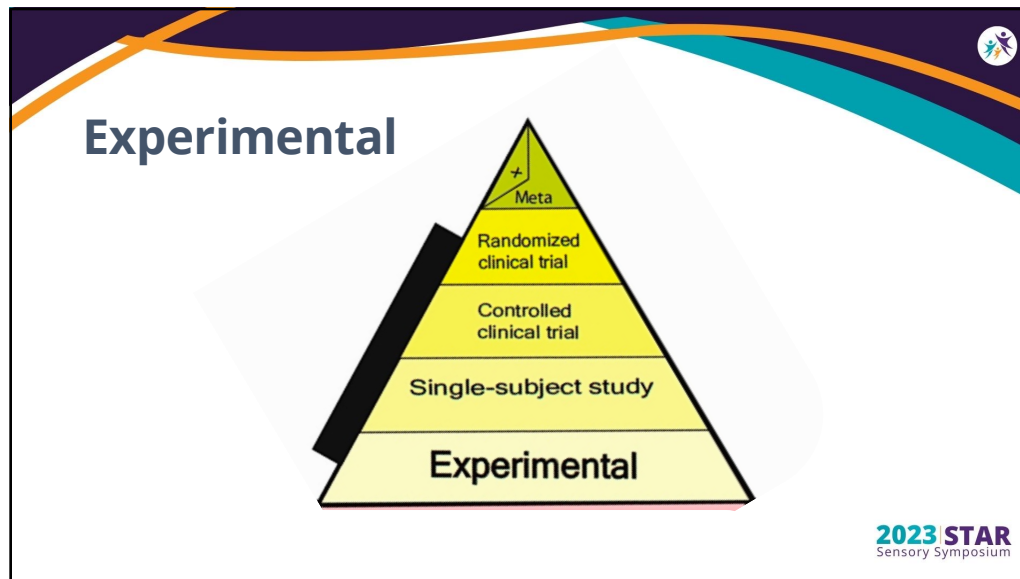 Experimental
+
Meta
Randomized
clinical trial
Controlled
clinical trial
Single-subject study
Experimental
2023 STAR
Sensory Symposium